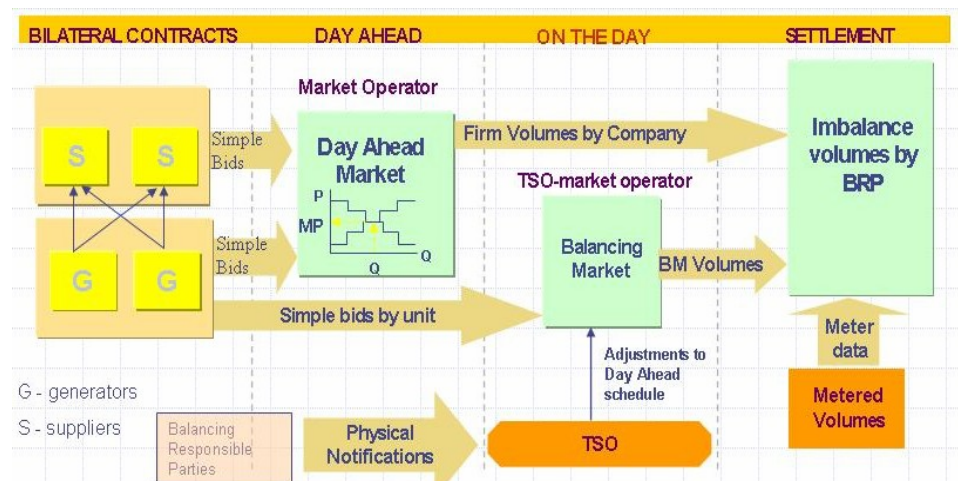 BILATERAL CONTRACTS
DAY AHEAD
ON THE DAY
SETTLEMENT
Market Operator
S
S
Simple
Bids
Day Ahead
Market
P
MP
Q
Q
Firm Volumes by Company
Imbalance
volumes by
BRP
TSO-market operator
G
G
Simple
Bids
Balancing
Market
BM Volumes
Simple bids by unit
Meter
data
Adjustments to
Day Ahead
schedule
G - generators
S - suppliers
Balancing
Responsible
Parties
Physical
Notifications
TSO
Metered
Volumes